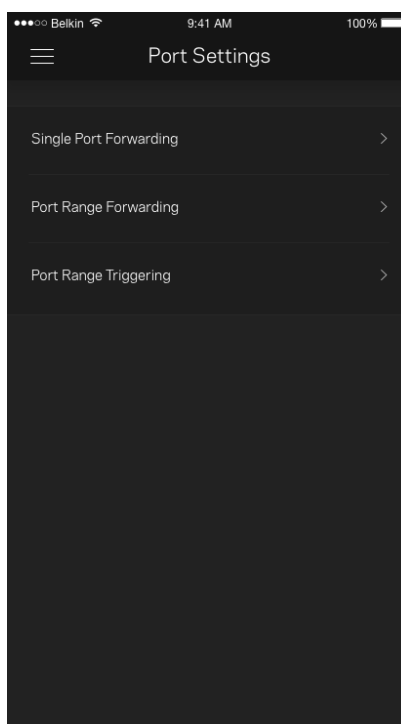 Belkin 9:41 AM 100%
Port Settings
Single Port Forwarding
Port Range Forwarding
Port Range Triggering